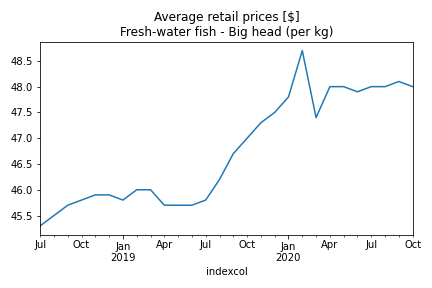 Average retail prices [$]
Fresh-water fish - Big head (per kg)
48.5
48.0
47.5
47.0
46.5
46.0
45.5
Jul Oct Jan Apr Jul Oct Jan Apr Jul Oct
2019 2020
indexcol